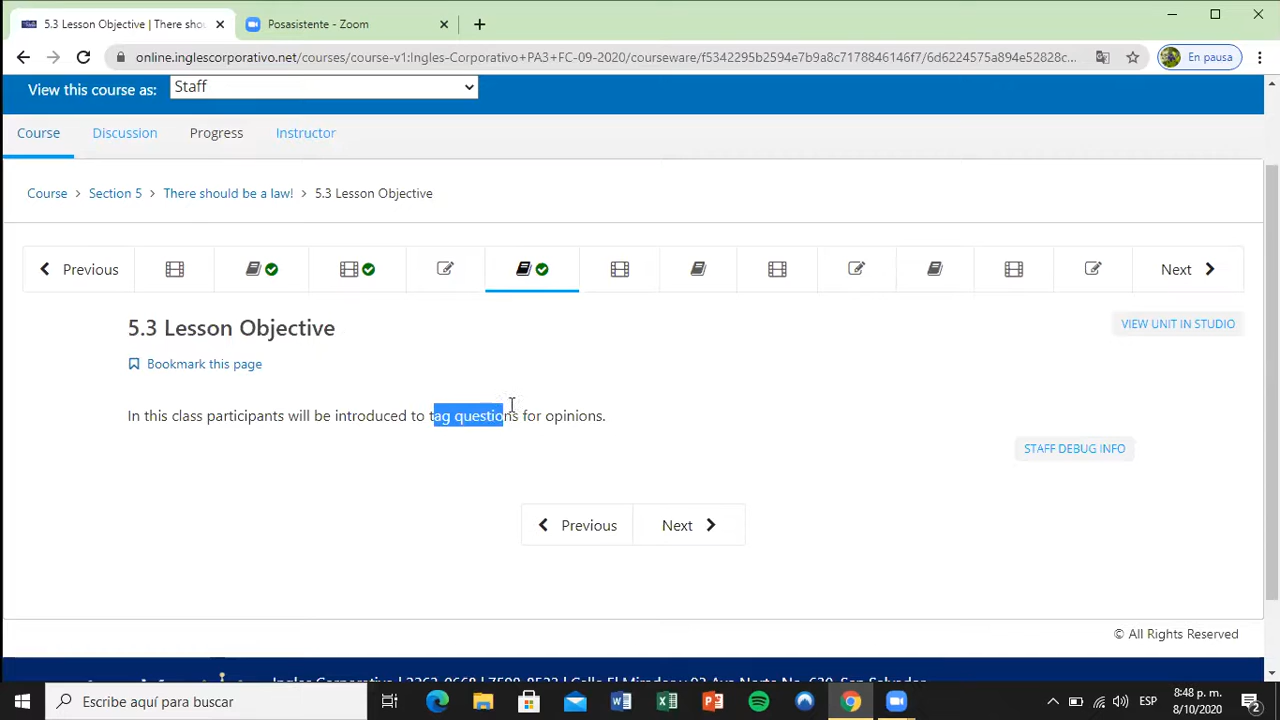 5.3 Lesson Objective | There shou
Posasistente - Zoom
online.inglescorporativo.net/courses/course-v1:Ingles-Corporativo+PA3+FC-09-2020/courseware/f5342295b2594e7b9a8c7178846146f7/6d6224575a894e52828c...
En pausa
View this course as:
Staff
Course
Discussion
Progress
Instructor
Course > Section 5 > There should be a law! > 5.3 Lesson Objective
Previous
Next
5.3 Lesson Objective
VIEW UNIT IN STUDIO
Bookmark this page
In this class participants will be introduced to tag questions for opinions.
STAFF DEBUG INFO
Previous
Next
© All Rights Reserved
Escribe aquí para buscar
ESP
8:48 p. m.
8/10/2020
2